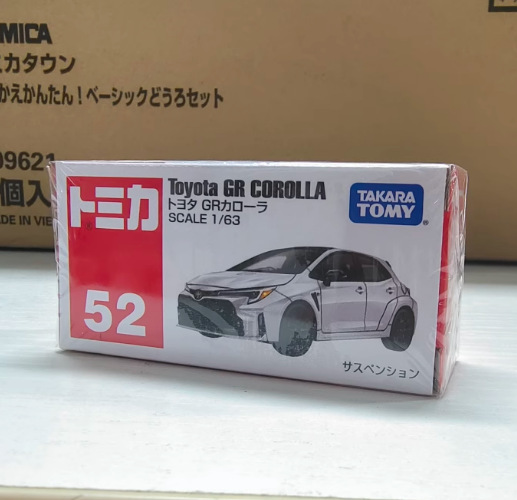 MICA
カタウン
かえかんたん！ベーシックどうろセット
09621
個入
DE IN VIE
トミカ
52
Toyota GR COROLLA
トヨタ GRカローラ
SCALE 1/63
TAKARA
TOMY
サスペンション